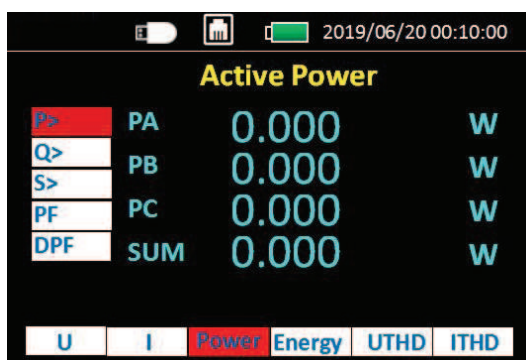 2019/06/20 00:10:00
Active Power
P> PA 0.000 W
Q>
PB 0.000 W
S>
PF PC 0.000 W
DPF SUM 0.000 W
U I Power Energy UTHD ITHD